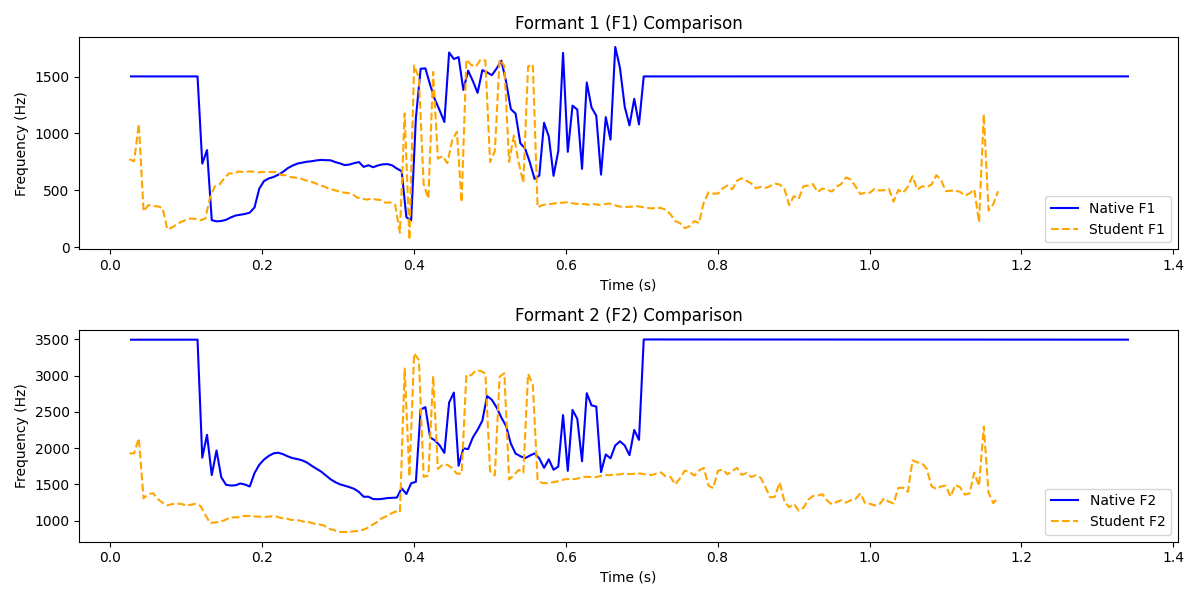 Formant 1 (F1) Comparison
Frequency (Hz)
1500
1000
500
0
Native F1
Student F1
0.0 0.2 0.4 0.6 0.8 1.0 1.2 1.4
Time (s)
Formant 2 (F2) Comparison
Frequency (Hz)
3500
3000
2500
2000
1500
1000
Native F2
Student F2
0.0 0.2 0.4 0.6 0.8 1.0 1.2 1.4
Time (s)